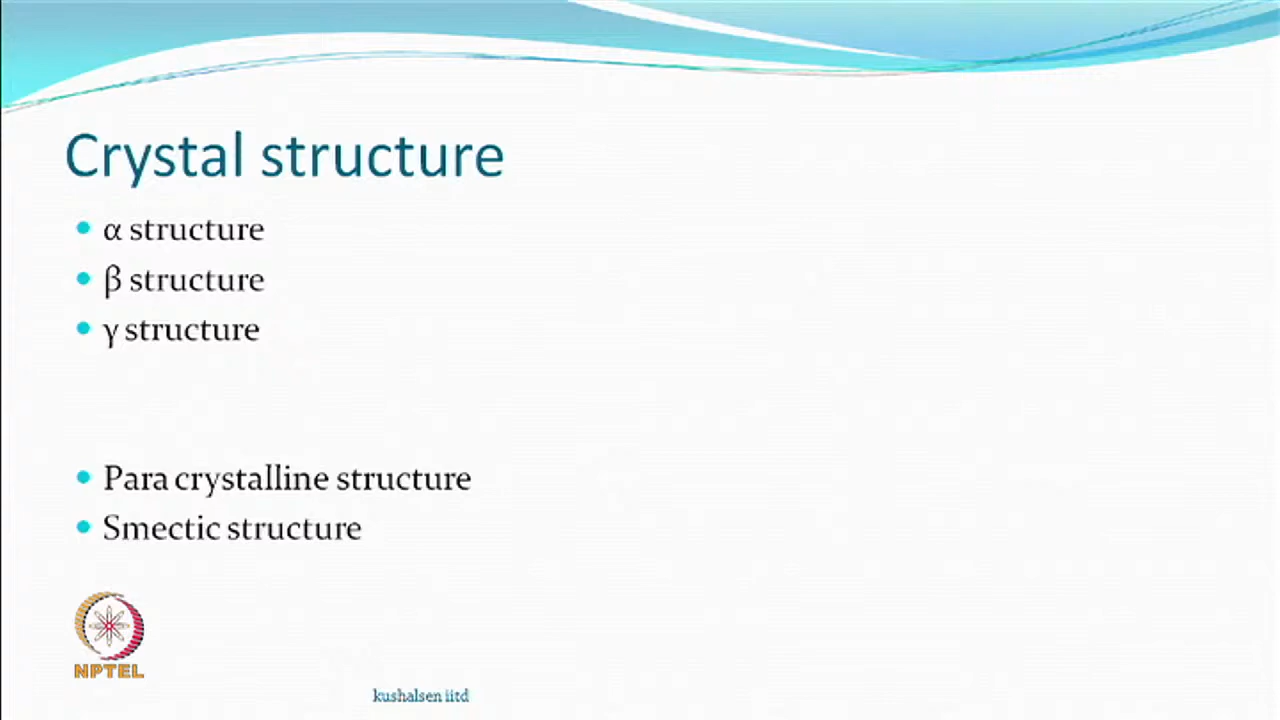 Crystal structure
α structure
β structure
γ structure
Para crystalline structure
Smectic structure
NPTEL
kushalsen iitd